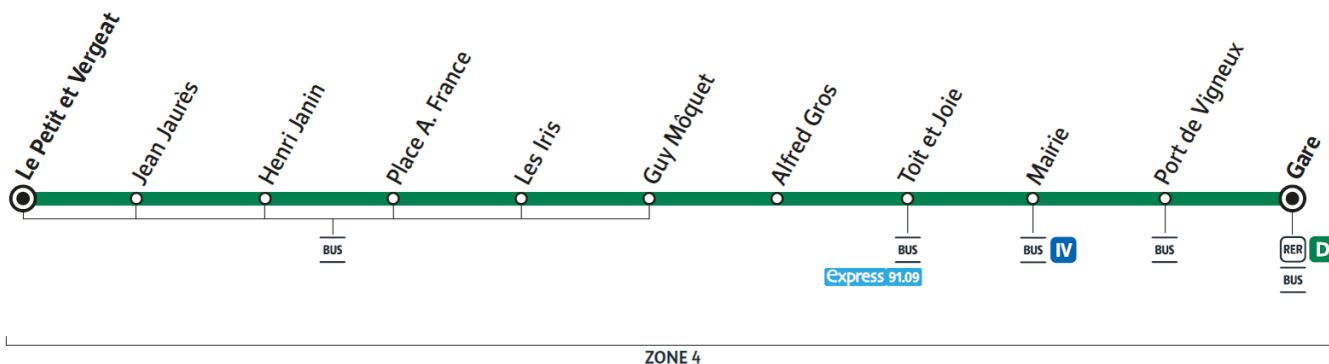 Le Petit et Vergeat
Jean Jaurès
Henri Janin
Place A. France
Les Iris
Guy Môquet
Alfred Gros
Toit et Joie
Mairie
Port de Vigneux
Gare
BUS
BUS
BUS IV
BUS
RER D
express 91.09
BUS
ZONE 4